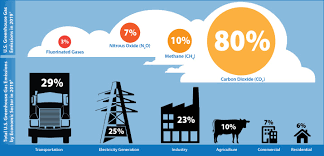 U.S. Greenhouse Gas
Emissions in 2019*
3%
Fluorinated Gases
7%
Nitrous Oxide (N₂O)
10%
Methane (CH₄)
80%
Carbon Dioxide (CO₂)
Total U.S. Greenhouse Gas Emissions
by Economic Sector in 2019*
29%
Transportation
25%
Electricity Generation
23%
Industry
10%
Agriculture
7%
Commercial
6%
Residential